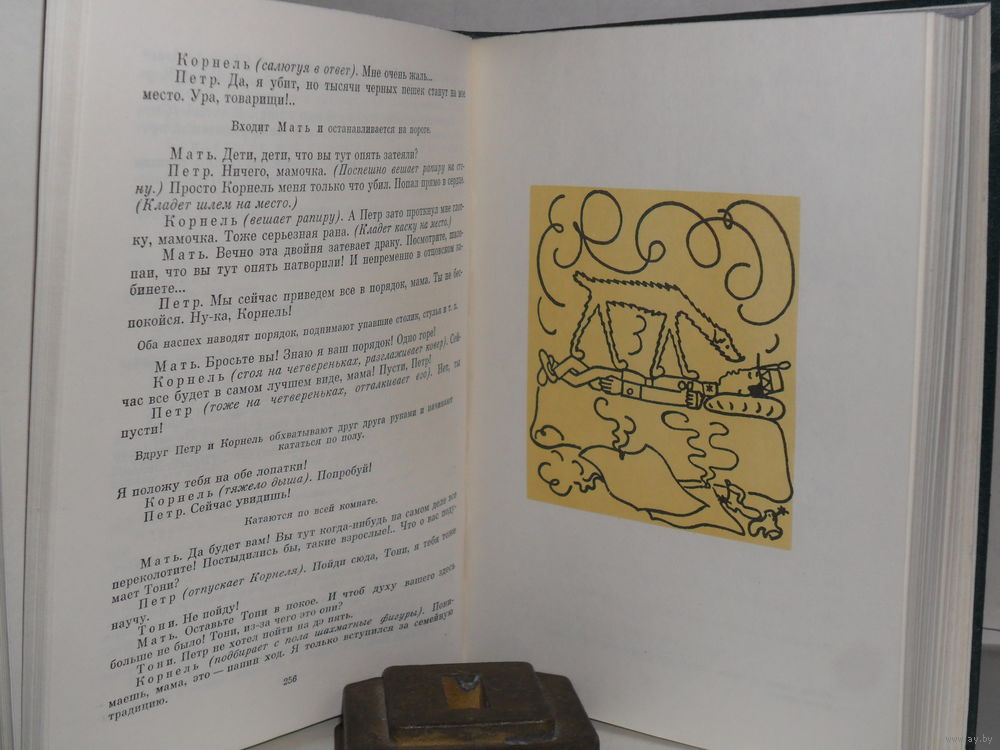 Корнель (салютуя в ответ). Мне очень жаль...
Петр. Да, я убит, но тысячи черных пешек станут на мое
место. Ура, товарищи!..
Входит Мать и останавливается на пороге.
Мать. Дети, дети, что вы тут опять затеяли?
Петр. Ничего, мамочка. (Поспешно вешает рапиру на сте-
ну.) Просто Корнель меня только что убил. Попал прямо в сердце.
(Кладет шлем на место.)
Корнель (вешает рапиру). А Петр зато проткнул мне глот-
ку, мамочка. Тоже серьезная рана. (Кладет каску на место.)
Мать. Вечно эта двойня затевает драку. Посмотрите, шало-
паи, что вы тут опять натворили! И непременно в отцовском ка-
бинете...
Петр. Мы сейчас приведем все в порядок, мама. Ты не бес-
покойся. Ну-ка, Корнель!
Оба наспех наводят порядок, поднимают упавшие столик, стулья и т. д.
Мать. Бросьте вы! Знаю я ваш порядок! Одно горе!
Корнель (стоя на четвереньках, разглаживает ковер). Сей-
час все будет в самом лучшем виде, мама! Пусти, Петр!
Петр (тоже на четвереньках, отталкивает его). Нет, ты
пусти!
Вдруг Петр и Корнель обхватывают друг друга руками и начинают
кататься по полу.
Я положу тебя на обе лопатки!
Корнель (тяжело дыша). Попробуй!
Петр. Сейчас увидишь!
Катаются по всей комнате.
Мать. Да будет вам! Вы тут когда-нибудь на самом деле все
переколотите! Постыдились бы, такие взрослые!.. Что о вас поду-
мает Тони?
Петр (отпускает Корнеля). Пойди сюда, Тони, я тебя тоже
научу.
Тони. Не пойду!
Мать. Оставьте Тони в покое. И чтоб духу вашего здесь
больше не было! Тони, из-за чего это они?
Тони. Петр не хотел пойти на дэ пять.
Корнель (подбирает с пола шахматные фигуры). Пони-
маешь, мама, это — папин ход. Я только вступился за семейную
традицию.
256
www.ay.by